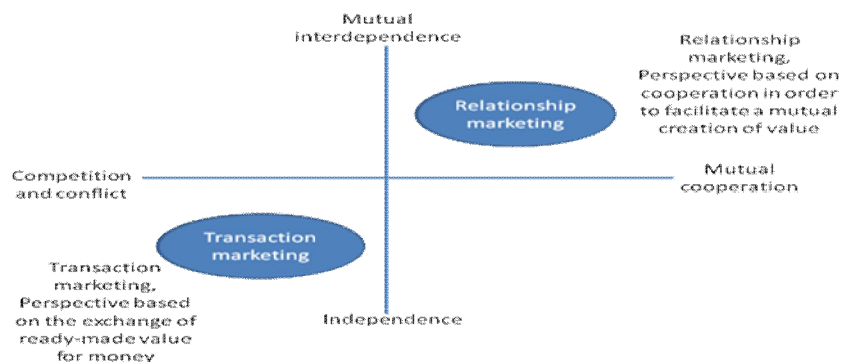 Mutual
interdependence
Relationship
marketing,
Perspective based on
cooperation in order
to facilitate a mutual
creation of value
Relationship
marketing
Competition
and conflict
Mutual
cooperation
Transaction
marketing
Transaction
marketing,
Perspective based
on the exchange of
ready-made value
for money
Independence